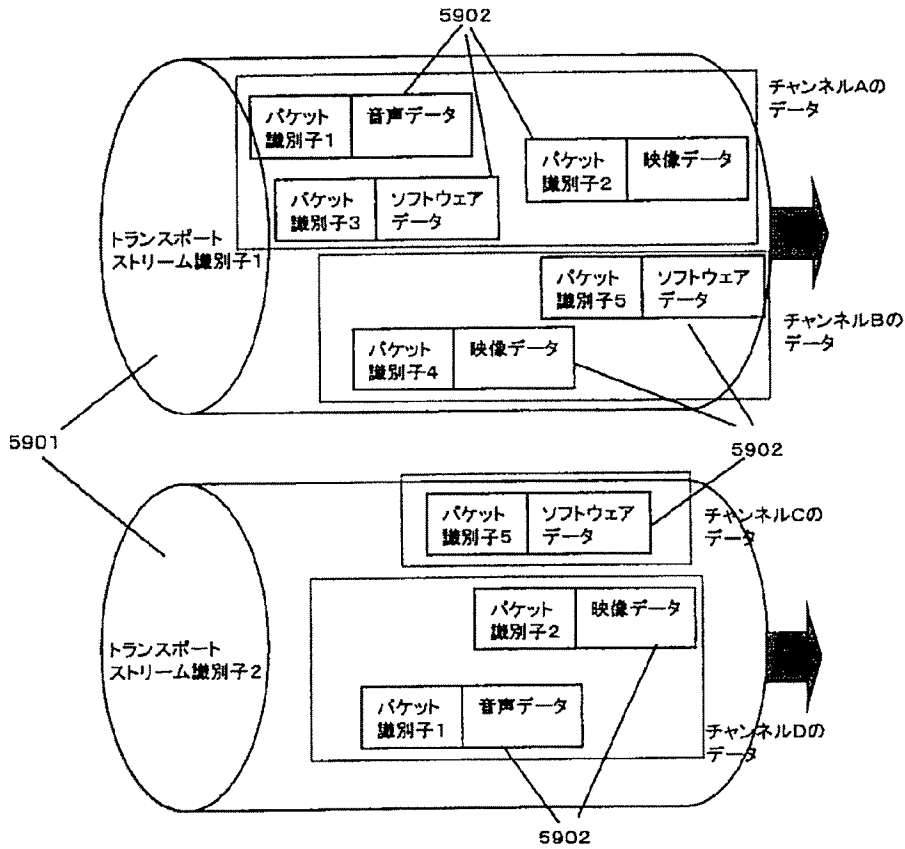 5902
チャンネルAの
データ
パケット
識別子1
音声データ
パケット
識別子2
映像データ
パケット
識別子3
ソフトウェア
データ
トランスポート
ストリーム識別子1
パケット
識別子5
ソフトウェア
データ
チャンネルBの
データ
パケット
識別子4
映像データ
5901
5902
パケット
識別子5
ソフトウェア
データ
チャンネルCの
データ
パケット
識別子2
映像データ
トランスポート
ストリーム識別子2
パケット
識別子1
音声データ
チャンネルDの
データ
5902